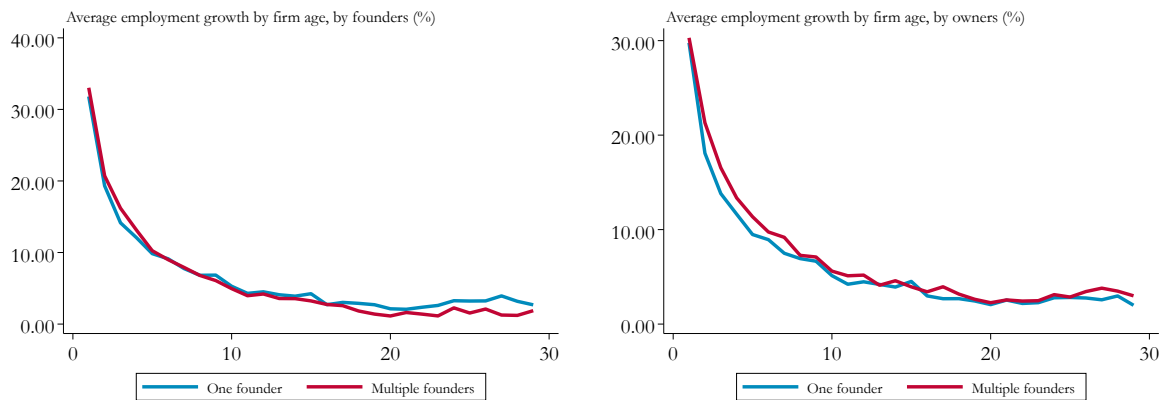 Average employment growth by firm age, by founders (%)
40.00
30.00
20.00
10.00
0.00
0 10 20 30
One founder Multiple founders
Average employment growth by firm age, by owners (%)
30.00
20.00
10.00
0.00
0 10 20 30
One founder Multiple founders